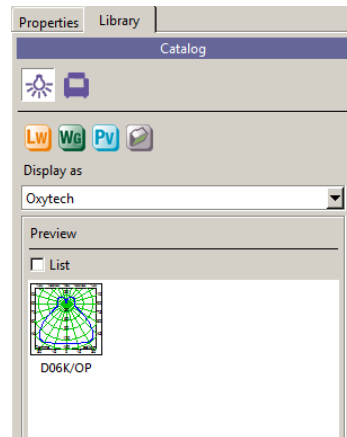 Properties Library
Catalog
Lw WG Pv
Display as
Oxytech
Preview
List
D06K/OP